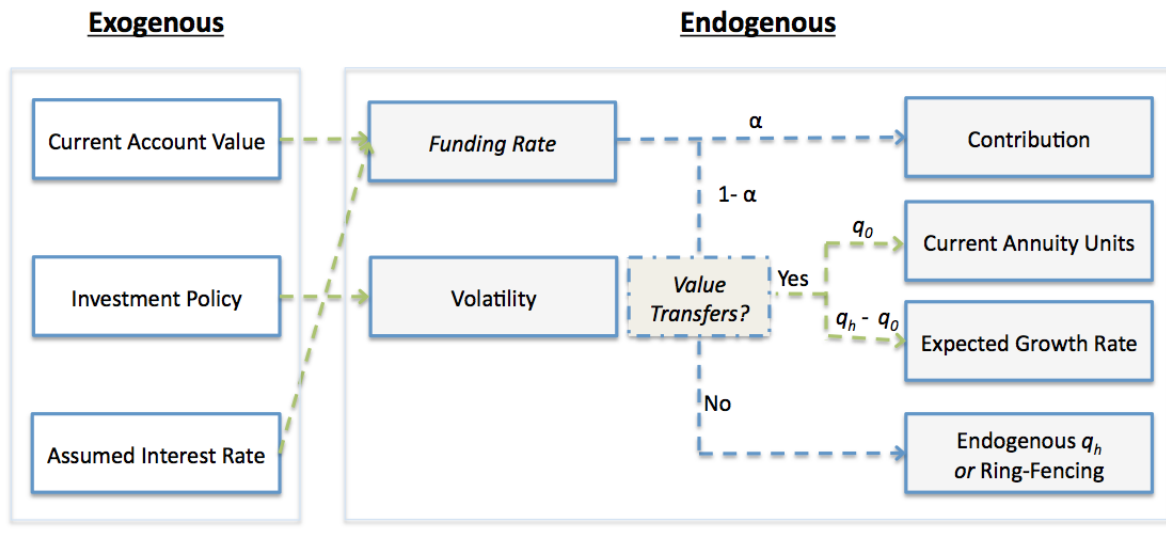 Exogenous
Endogenous
Current Account Value
Investment Policy
Assumed Interest Rate
Funding Rate
Volatility
α
1- α
Value
Transfers?
Yes
No
q0
qh - q0
Contribution
Current Annuity Units
Expected Growth Rate
Endogenous qh
or Ring-Fencing